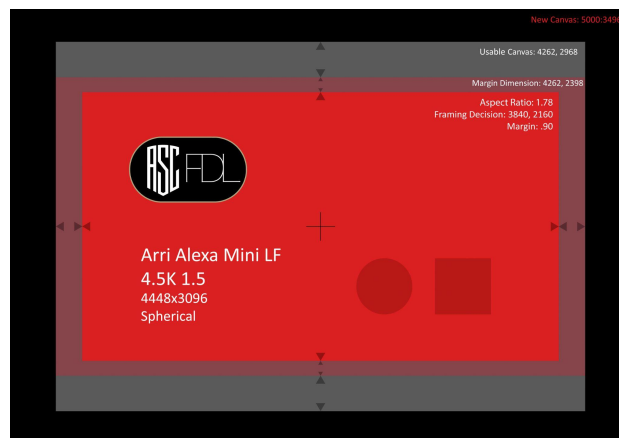 New Canvas: 5000:3496
Usable Canvas: 4262, 2968
Margin Dimension: 4262, 2398
Aspect Ratio: 1.78
Framing Decision: 3840, 2160
Margin: .90
ASC FDL
Arri Alexa Mini LF
4.5K 1.5
4448x3096
Spherical